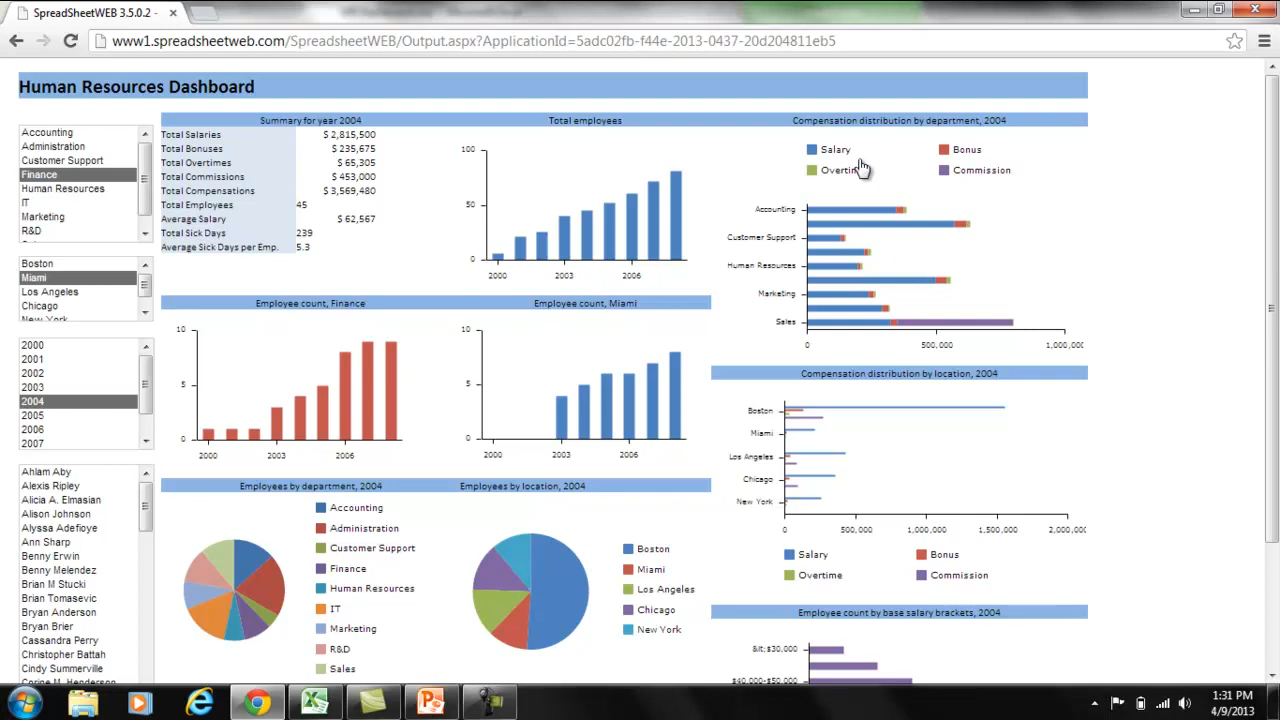 SpreadSheetWEB 3.5.0.2 -
www1.spreadsheetweb.com/SpreadsheetWEB/Output.aspx?ApplicationId=5adc02fb-f44e-2013-0437-20d204811eb5
Human Resources Dashboard
Accounting
Administration
Customer Support
Finance
Human Resources
IT
Marketing
R&D
Boston
Miami
Los Angeles
Chicago
New York
2000
2001
2002
2003
2004
2005
2006
2007
Ahlam Aby
Alexis Ripley
Alicia A. Elmasian
Alison Johnson
Alyssa Adefioye
Ann Sharp
Benny Erwin
Benny Melendez
Brian M Stucki
Brian Tomasevic
Bryan Anderson
Bryan Brier
Cassandra Perry
Christopher Battah
Cindy Summerville
Corine M. Henderson
Summary for year 2004
Total Salaries $ 2,815,500
Total Bonuses $ 235,675
Total Overtimes $ 65,305
Total Commissions $ 453,000
Total Compensations $ 3,569,480
Total Employees 45
Average Salary $ 62,567
Total Sick Days 239
Average Sick Days per Emp. 5.3
Total employees
100
50
0
2000 2003 2006
Employee count, Finance
10
5
0
2000 2003 2006
Employee count, Miami
10
5
0
2000 2003 2006
Employees by department, 2004
Accounting
Administration
Customer Support
Finance
Human Resources
IT
Marketing
R&D
Sales
Employees by location, 2004
Boston
Miami
Los Angeles
Chicago
New York
Compensation distribution by department, 2004
Salary Bonus
Commission
Accounting
Customer Support
Human Resources
Marketing
Sales
0 500,000 1,000,000
Compensation distribution by location, 2004
Boston
Miami
Los Angeles
Chicago
New York
0 500,000 1,000,000 1,500,000 2,000,000
Salary Bonus
Overtime Commission
Employee count by base salary brackets, 2004
&lt;$30,000
$40,000-$50,000
1:31 PM
4/9/2013